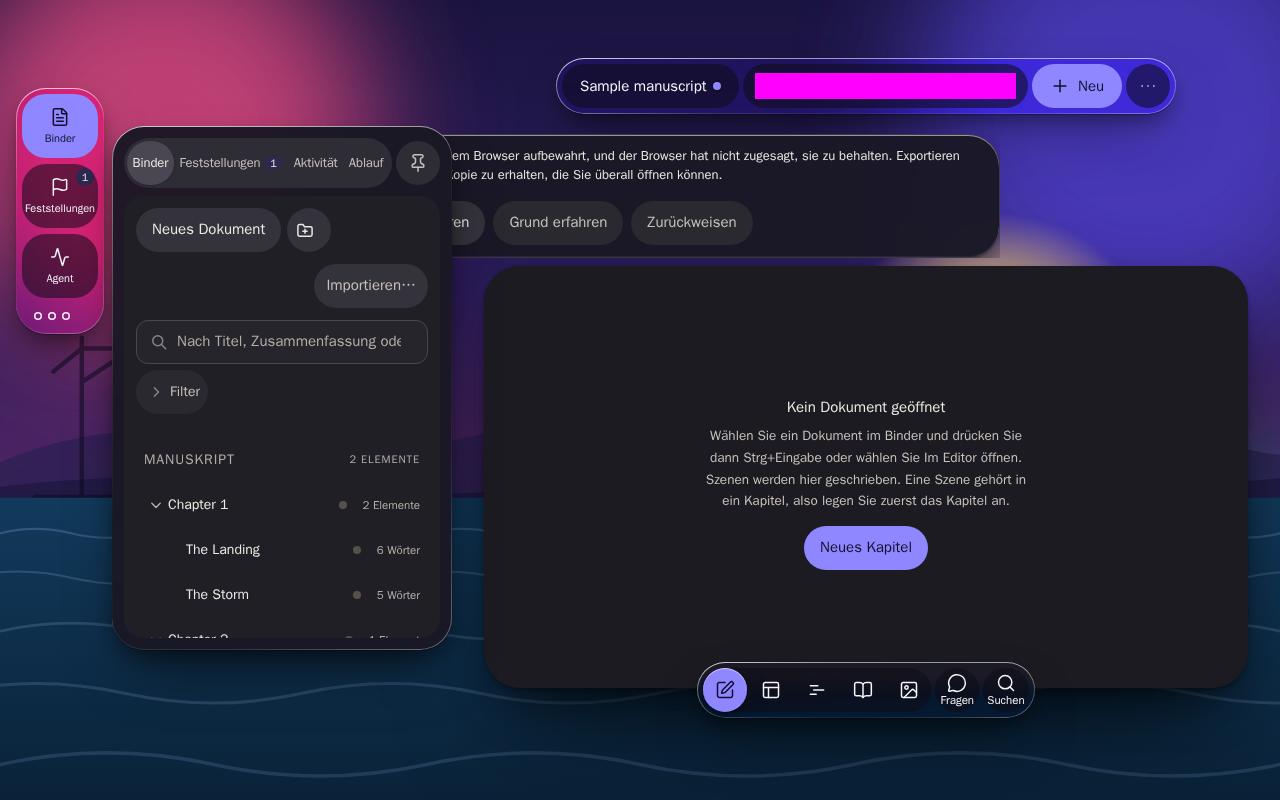 Sample manuscript
Neu
Binder
1
Feststellungen
Agent
Binder
Feststellungen 1
Aktivität
Ablauf
em Browser aufbewahrt, und der Browser hat nicht zugesagt, sie zu behalten. Exportieren
Kopie zu erhalten, die Sie überall öffnen können.
Grund erfahren
Zurückweisen
Neues Dokument
Importieren···
Nach Titel, Zusammenfassung ode
Filter
MANUSKRIPT
2 ELEMENTE
Chapter 1
2 Elemente
The Landing
6 Wörter
The Storm
5 Wörter
Kein Dokument geöffnet
Wählen Sie ein Dokument im Binder und drücken Sie
dann Strg+Eingabe oder wählen Sie Im Editor öffnen.
Szenen werden hier geschrieben. Eine Szene gehört in
ein Kapitel, also legen Sie zuerst das Kapitel an.
Neues Kapitel
Fragen
Suchen